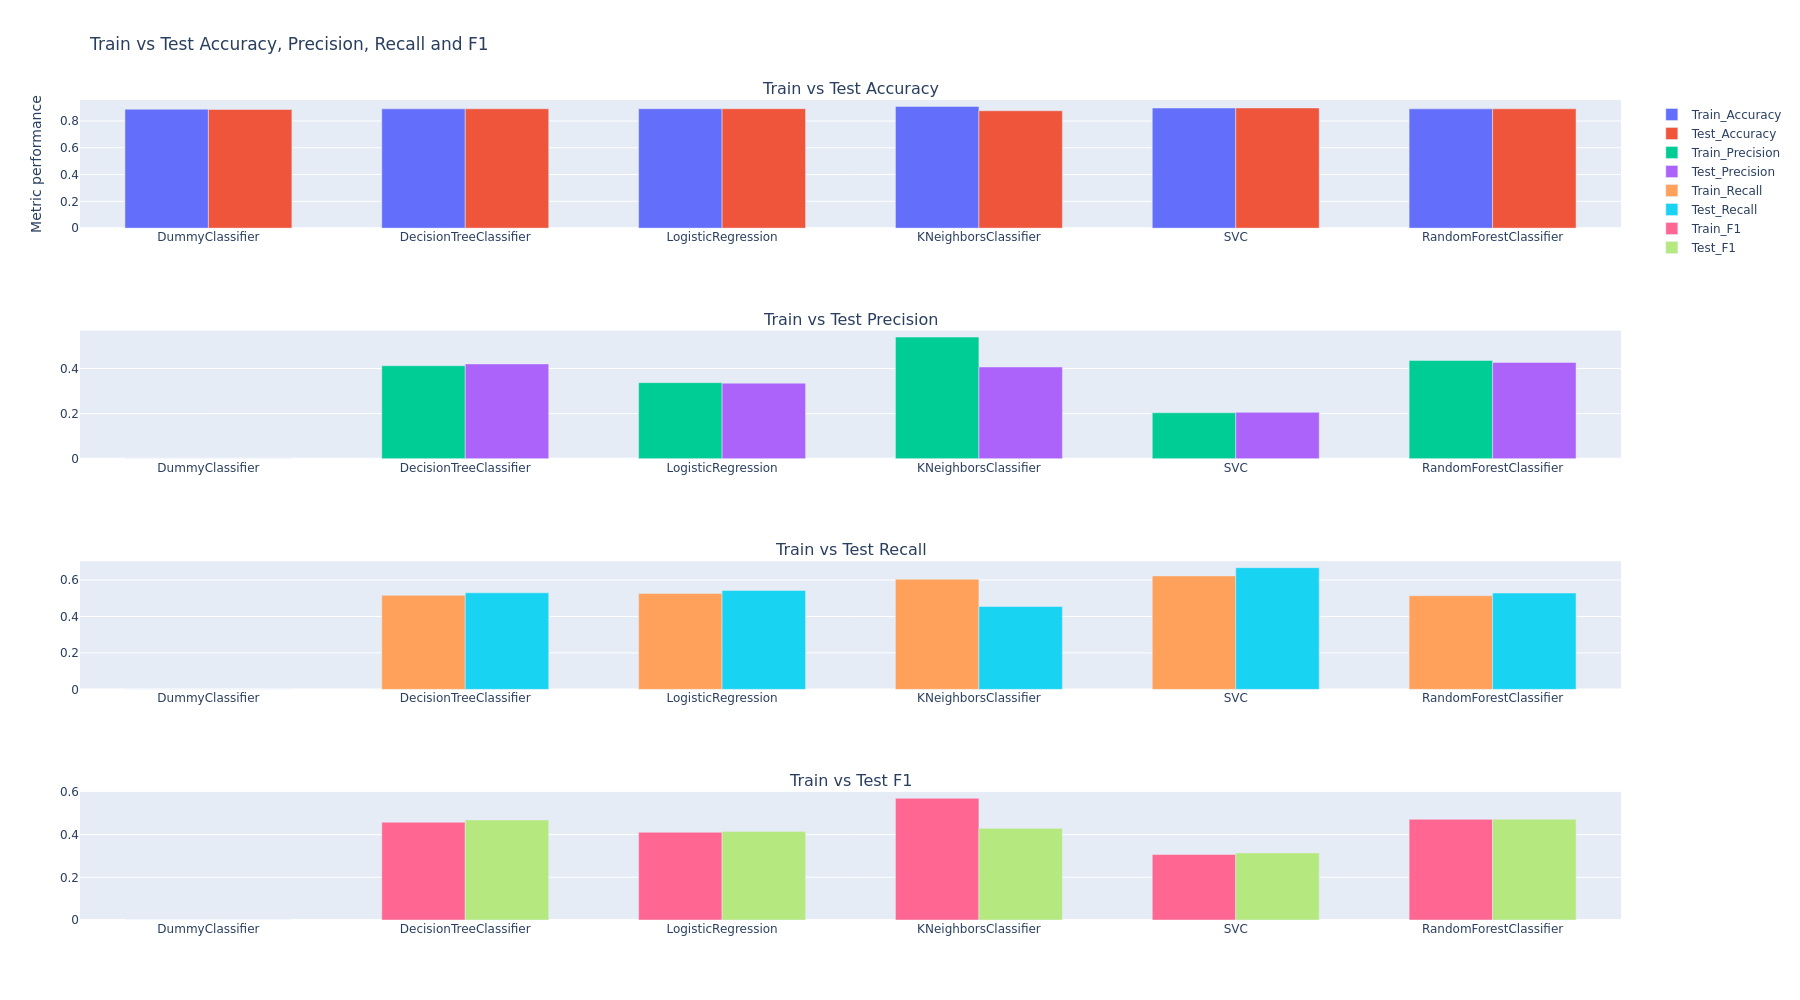 Train vs Test Accuracy, Precision, Recall and F1
Train vs Test Accuracy
Metric performance
0.8
0.6
0.4
0.2
0
DummyClassifier DecisionTreeClassifier LogisticRegression KNeighborsClassifier SVC RandomForestClassifier
Train_Accuracy
Test_Accuracy
Train_Precision
Test_Precision
Train_Recall
Test_Recall
Train_F1
Test_F1
Train vs Test Precision
0.4
0.2
0
DummyClassifier DecisionTreeClassifier LogisticRegression KNeighborsClassifier SVC RandomForestClassifier
Train vs Test Recall
0.6
0.4
0.2
0
DummyClassifier DecisionTreeClassifier LogisticRegression KNeighborsClassifier SVC RandomForestClassifier
Train vs Test F1
0.6
0.4
0.2
0
DummyClassifier DecisionTreeClassifier LogisticRegression KNeighborsClassifier SVC RandomForestClassifier